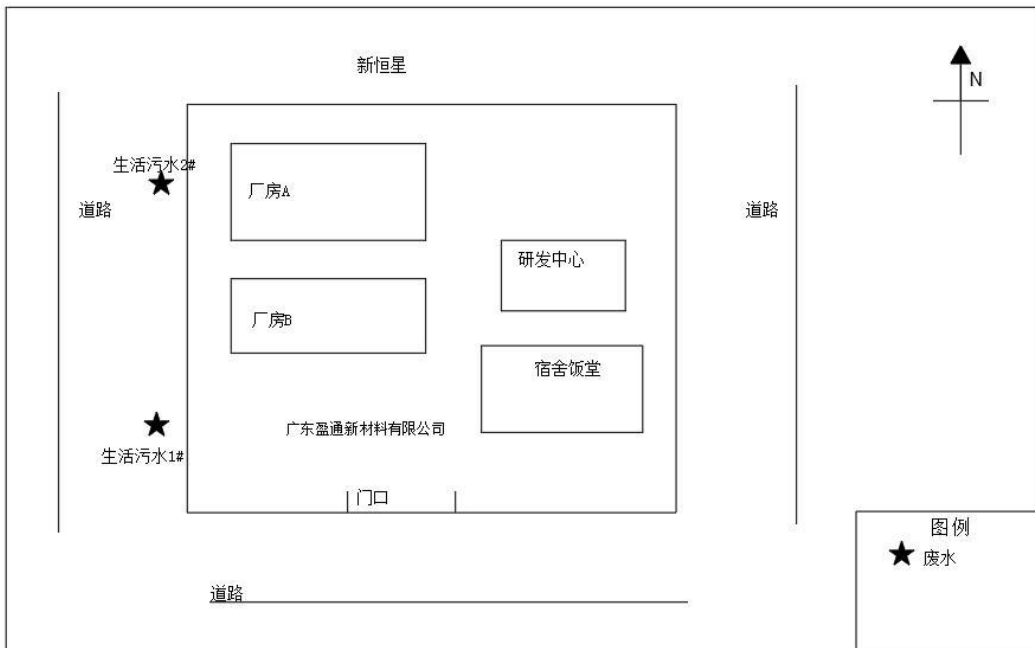 新恒星
N
生活污水2#
厂房A
道路
道路
研发中心
厂房B
宿舍饭堂
广东盈通新材料有限公司
生活污水1#
门口
图例
废水
道路